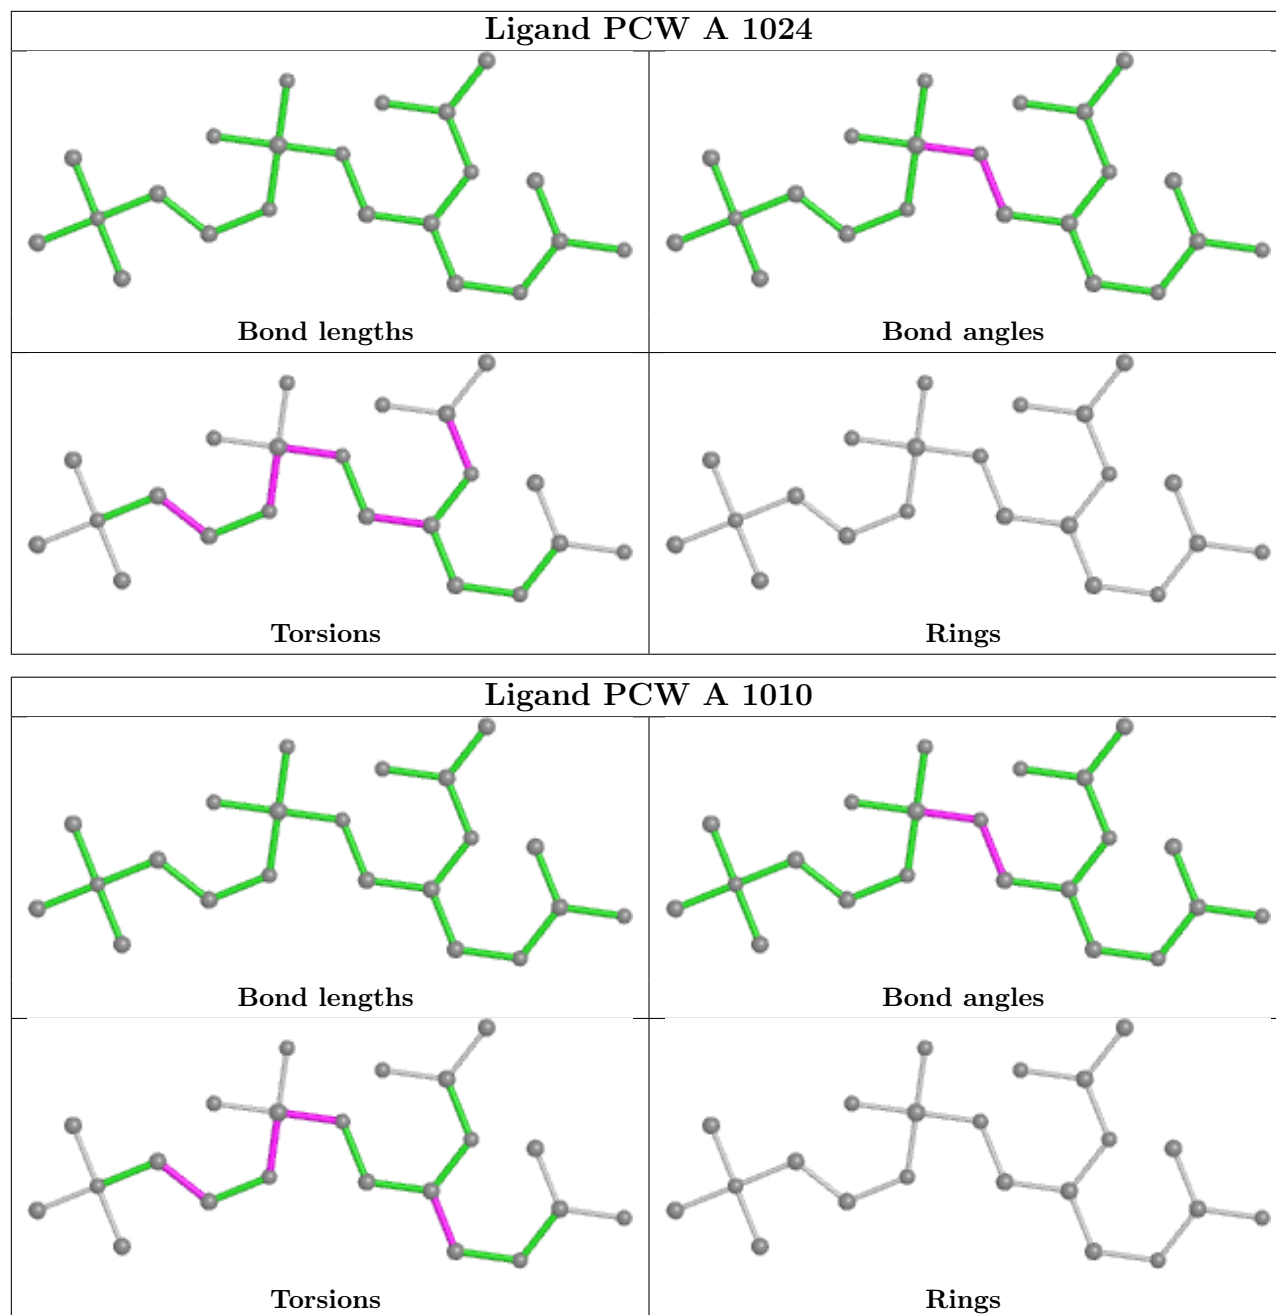 Ligand PCW A 1024
Bond lengths
Bond angles
Torsions
Rings
Ligand PCW A 1010
Bond lengths
Bond angles
Torsions
Rings